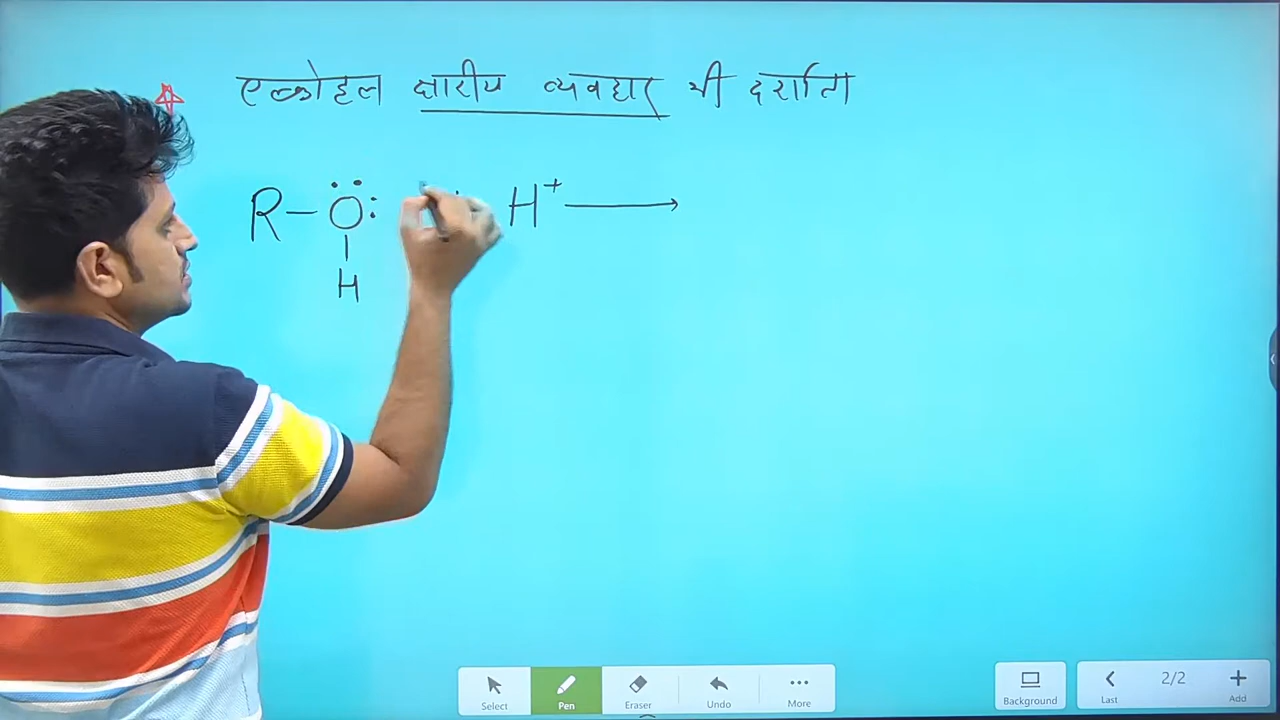 एल्कोहल क्षारीय व्यवहार भी दर्शाता
R–O: + H⁺ ⟶
H
Select Pen Eraser Undo More
Background
Last 2/2 Add